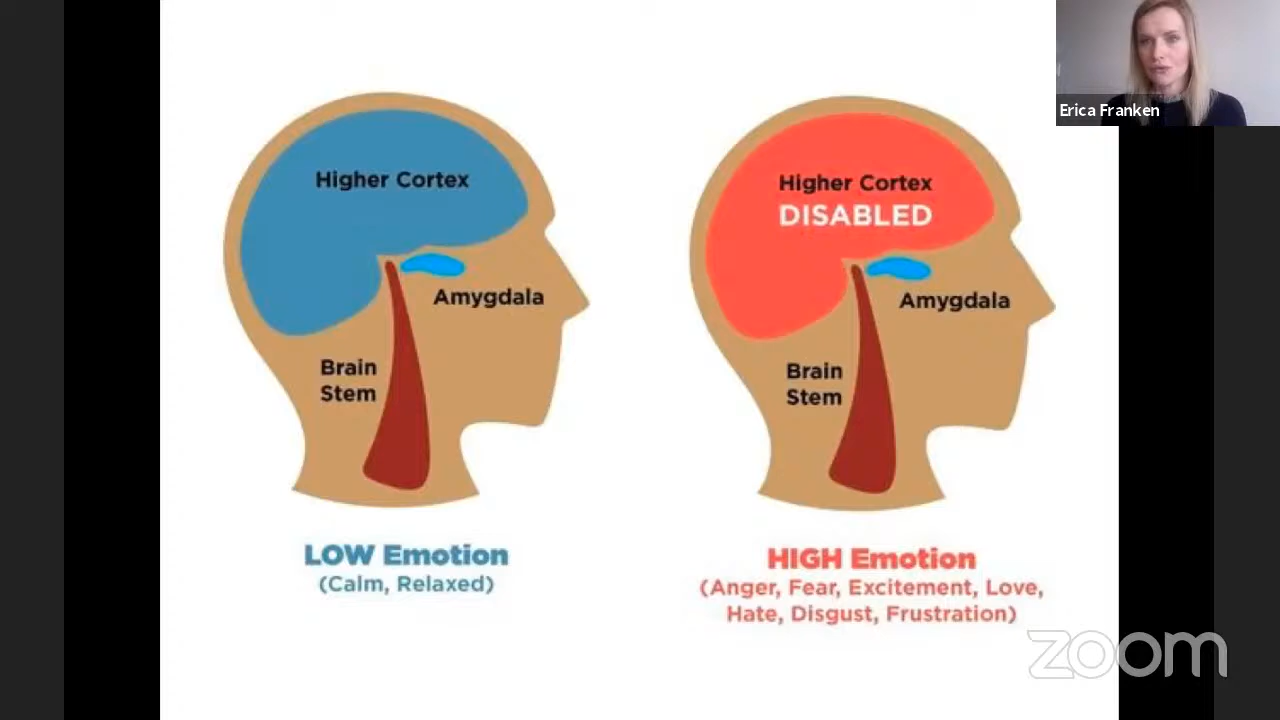 Erica Franken
Higher Cortex
Amygdala
Brain
Stem
LOW Emotion
(Calm, Relaxed)
Higher Cortex
DISABLED
Amygdala
Brain
Stem
HIGH Emotion
(Anger, Fear, Excitement, Love,
Hate, Disgust, Frustration)
zoom